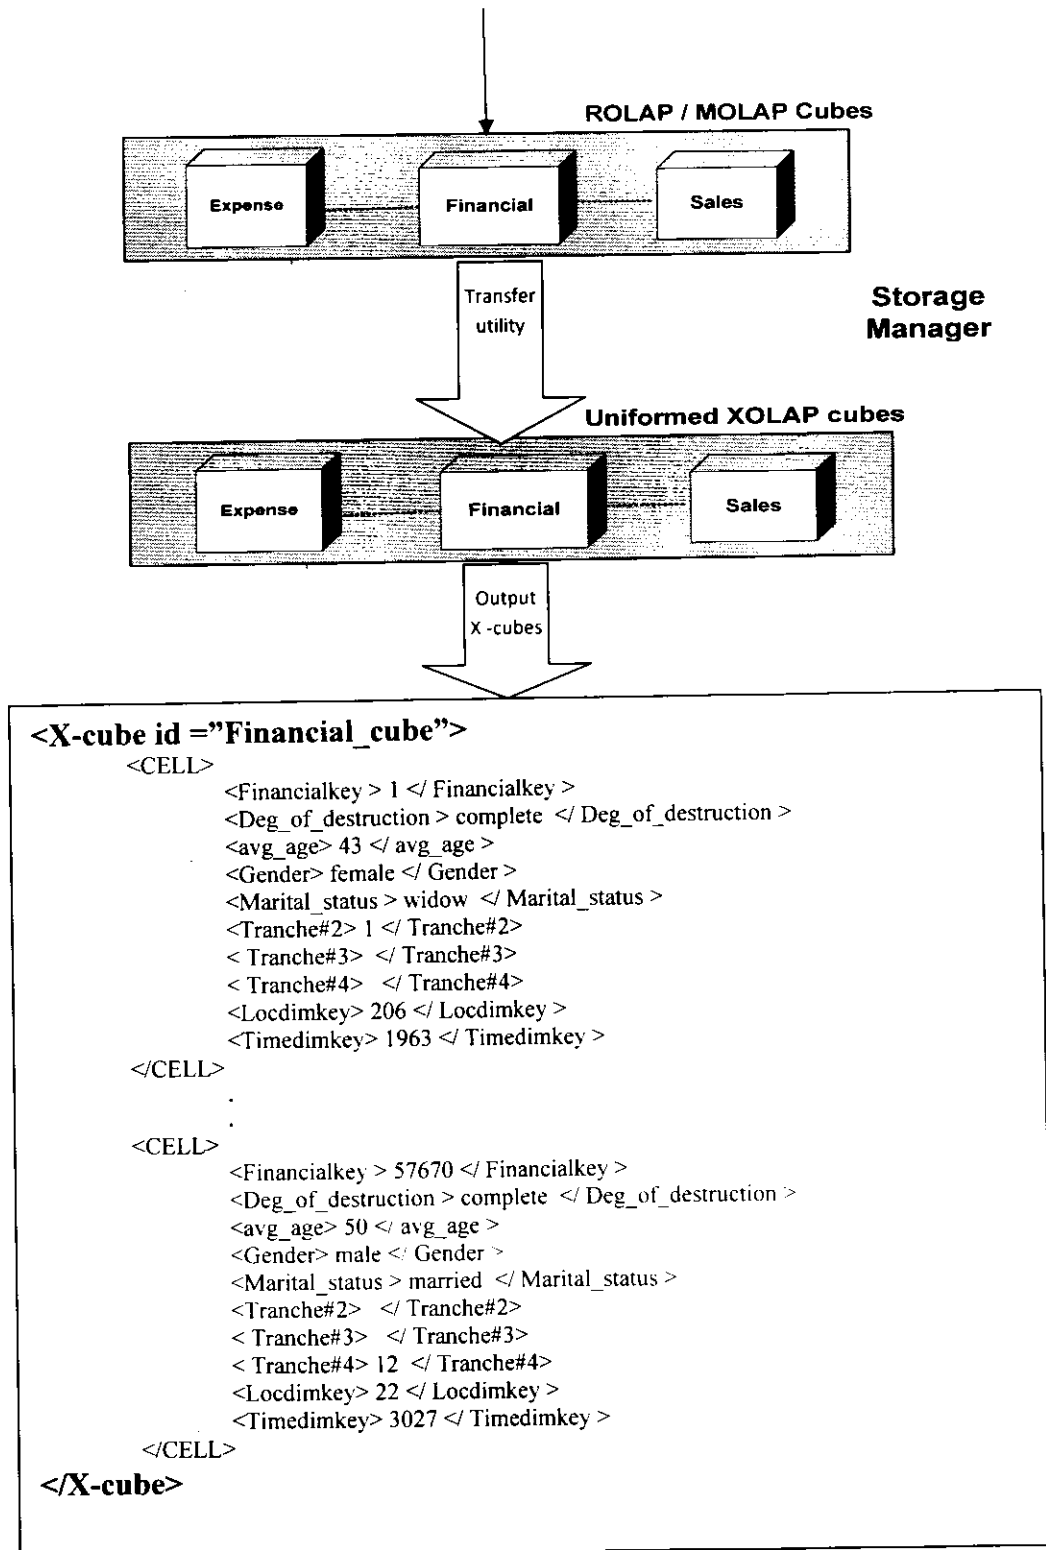 ROLAP / MOLAP Cubes
Expense
Financial
Sales
Transfer
utility
Storage
Manager
Uniformed XOLAP cubes
Expense
Financial
Sales
Output
X -cubes
<X-cube id ="Financial_cube">
<CELL>
<Financialkey > 1 </ Financialkey >
<Deg_of_destruction > complete </ Deg_of_destruction >
<avg_age> 43 </ avg_age >
<Gender> female </ Gender >
<Marital_status > widow </ Marital_status >
<Tranche#2> 1 </ Tranche#2>
< Tranche#3> </ Tranche#3>
< Tranche#4> </ Tranche#4>
<Locdimkey> 206 </ Locdimkey >
<Timedimkey> 1963 </ Timedimkey >
</CELL>
.
.
<CELL>
<Financialkey > 57670 </ Financialkey >
<Deg_of_destruction > complete </ Deg_of_destruction >
<avg_age> 50 </ avg_age >
<Gender> male </ Gender >
<Marital_status > married </ Marital_status >
<Tranche#2> </ Tranche#2>
< Tranche#3> </ Tranche#3>
< Tranche#4> 12 </ Tranche#4>
<Locdimkey> 22 </ Locdimkey >
<Timedimkey> 3027 </ Timedimkey >
</CELL>
</X-cube>